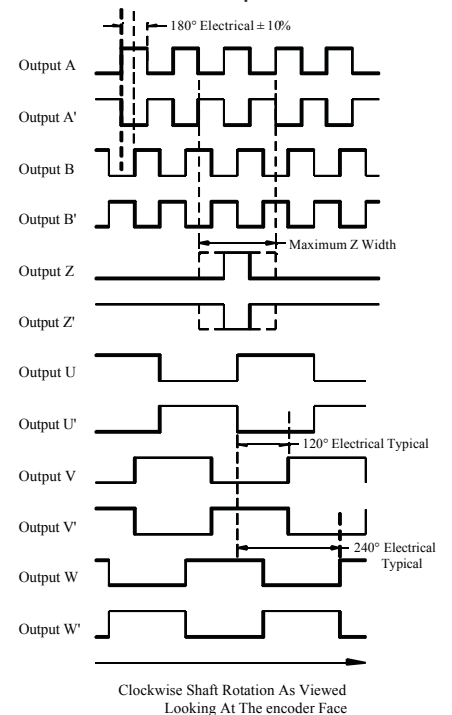 180° Electrical ± 10%
Output A
Output A'
Output B
Output B'
Maximum Z Width
Output Z
Output Z'
Output U
Output U'
120° Electrical Typical
Output V
Output V'
240° Electrical
Typical
Output W
Output W'
Clockwise Shaft Rotation As Viewed
Looking At The encoder Face